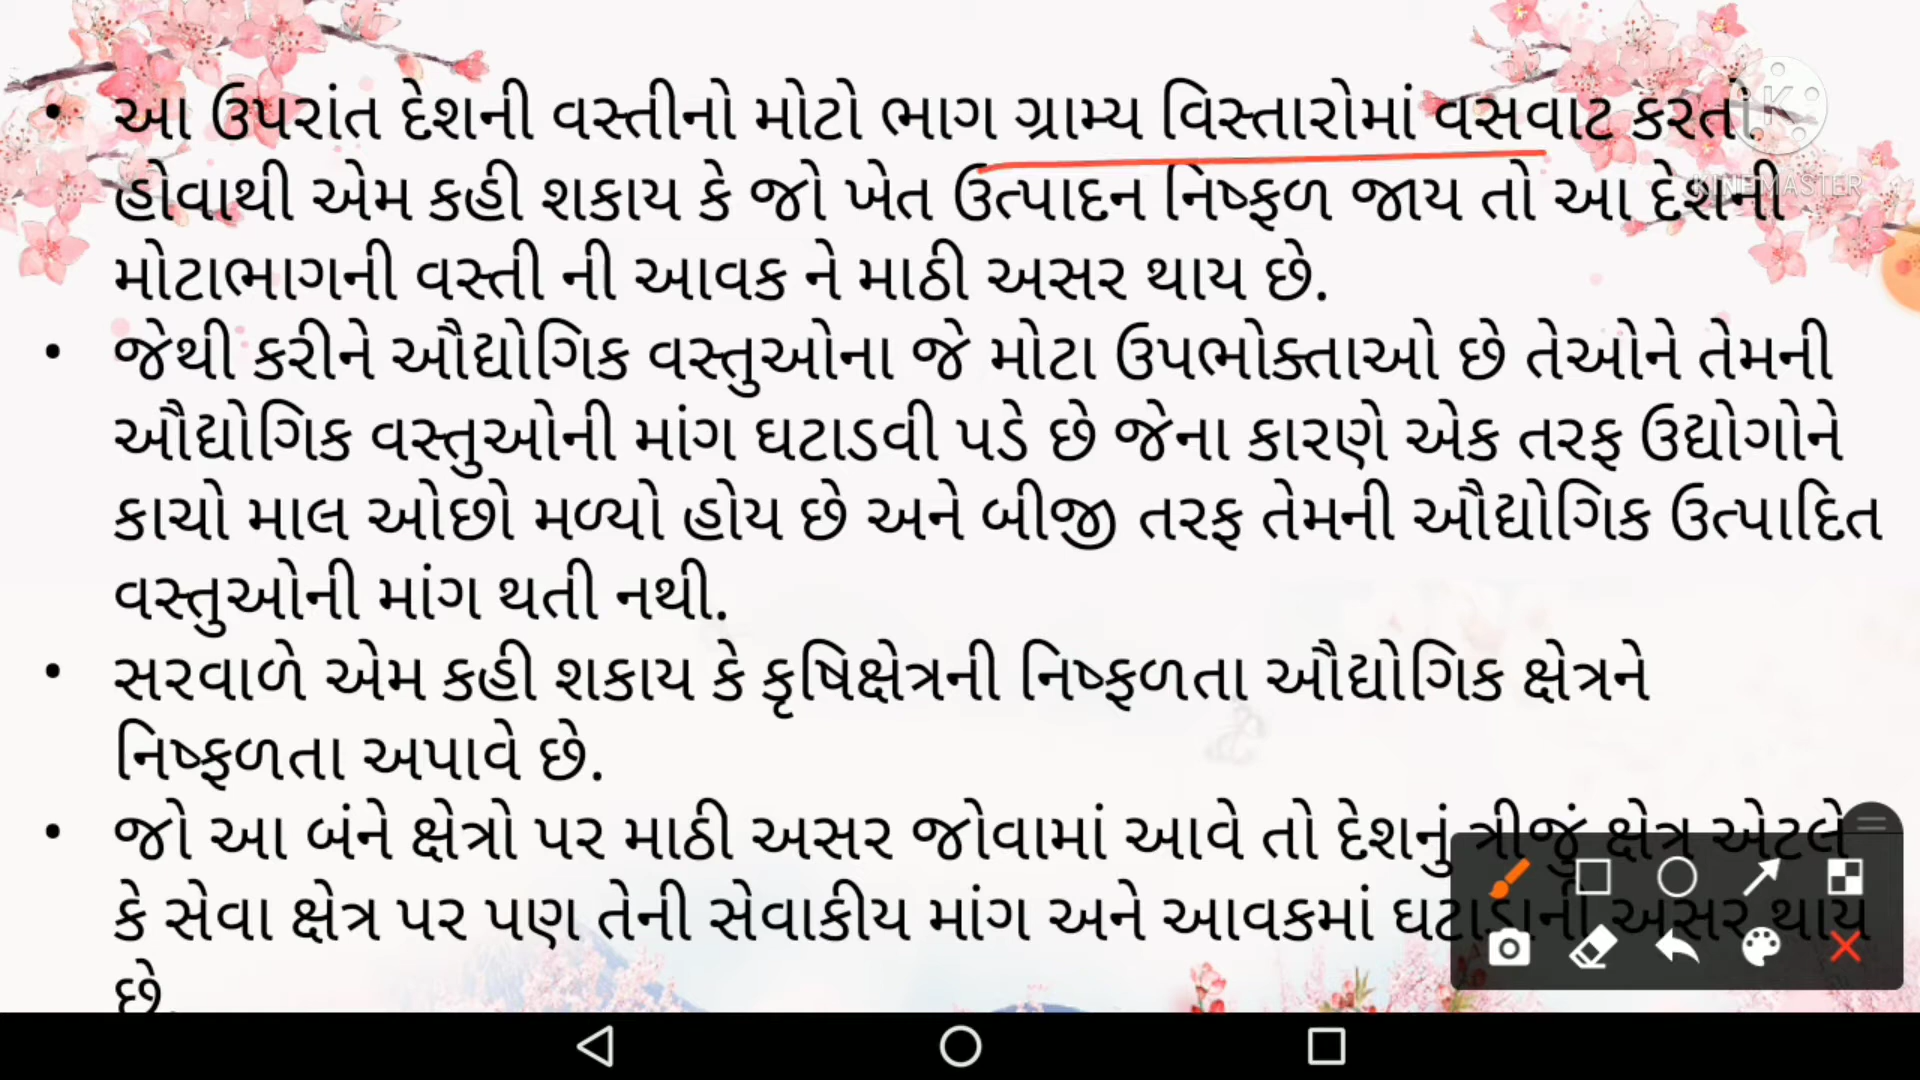 • આ ઉપરાંત દેશની વસ્તીનો મોટો ભાગ ગ્રામ્ય વિસ્તારોમાં વસવાટ કરતાં
હોવાથી એમ કહી શકાય કે જો ખેત ઉત્પાદન નિષ્ફળ જાય તો આ દેશની
KINEMASTER
મોટાભાગની વસ્તી ની આવક ને માઠી અસર થાય છે.
• જેથી કરીને ઔદ્યોગિક વસ્તુઓના જે મોટા ઉપભોક્તાઓ છે તેઓને તેમની
ઔદ્યોગિક વસ્તુઓની માંગ ઘટાડવી પડે છે જેના કારણે એક તરફ ઉદ્યોગોને
કાચો માલ ઓછો મળ્યો હોય છે અને બીજી તરફ તેમની ઔદ્યોગિક ઉત્પાદિત
વસ્તુઓની માંગ થતી નથી.
• સરવાળે એમ કહી શકાય કે કૃષિક્ષેત્રની નિષ્ફળતા ઔદ્યોગિક ક્ષેત્રને
નિષ્ફળતા અપાવે છે.
• જો આ બંને ક્ષેત્રો પર માઠી અસર જોવામાં આવે તો દેશનું ત્રીજું ક્ષેત્ર એટલે
કે સેવા ક્ષેત્ર પર પણ તેની સેવાકીય માંગ અને આવકમાં ઘટાડાની અસર થાય
છે.